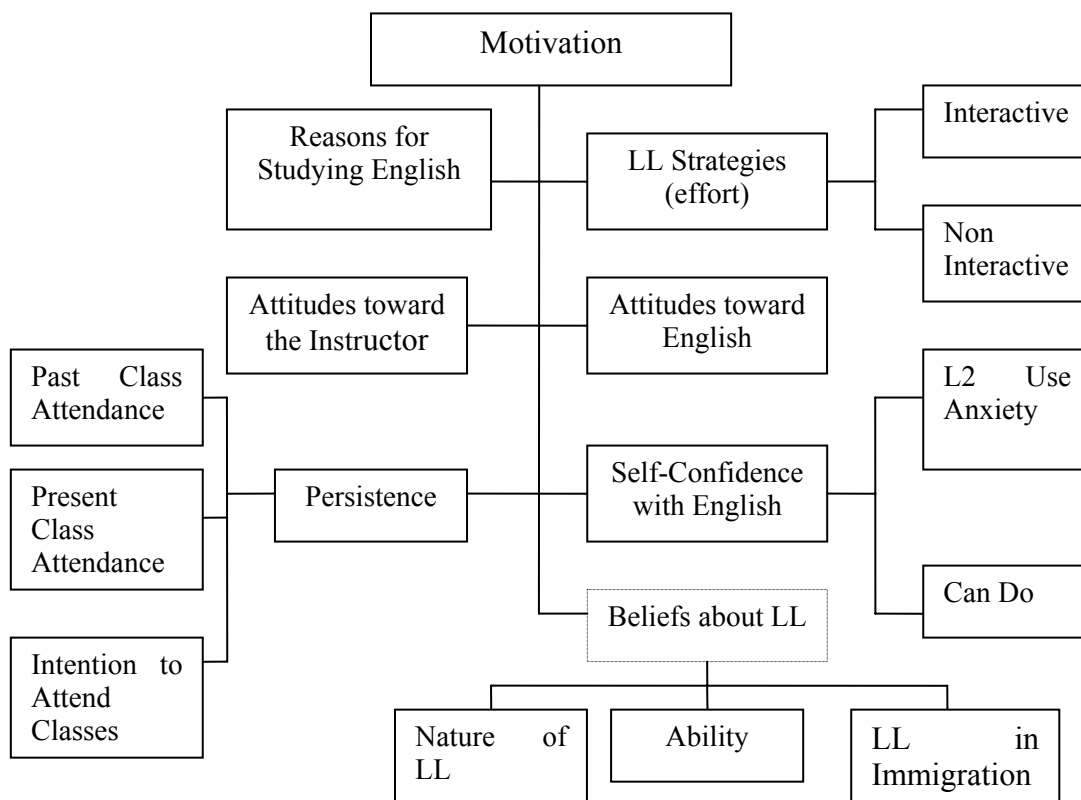 Motivation
Reasons for
Studying English
LL Strategies
(effort)
Interactive
Non
Interactive
Attitudes toward
the Instructor
Attitudes toward
English
Past Class
Attendance
Present
Class
Attendance
Intention to
Attend
Classes
Persistence
Self-Confidence
with English
L2 Use
Anxiety
Can Do
Beliefs about LL
Nature of
LL
Ability
LL in
Immigration